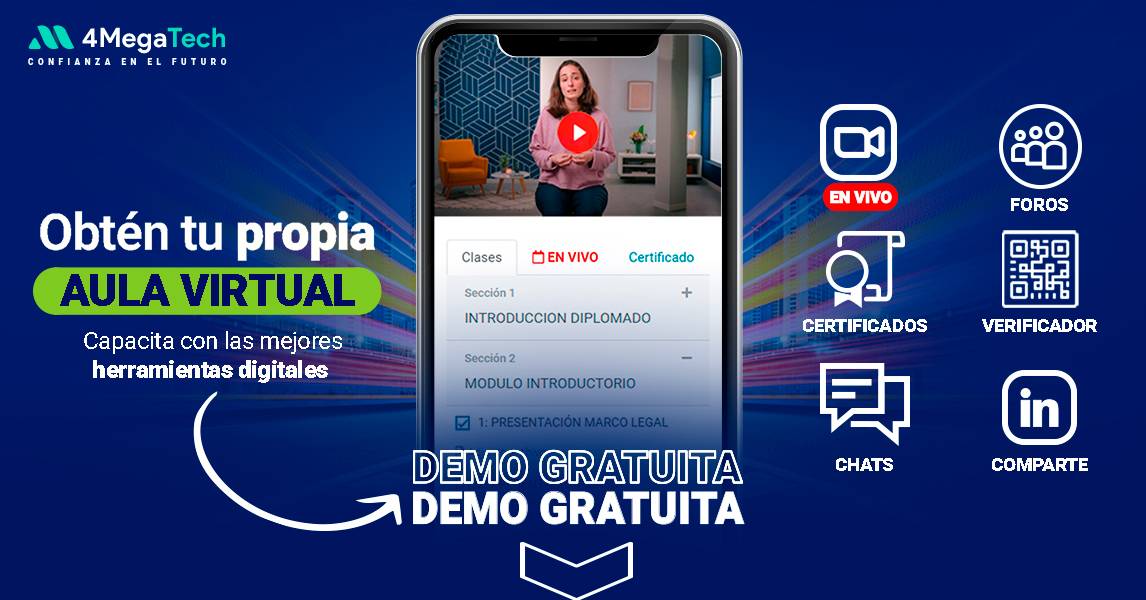 4MegaTech
CONFIANZA EN EL FUTURO
Obtén tu propia
AULA VIRTUAL
Capacita con las mejores
herramientas digitales
Clases
EN VIVO
Certificado
Sección 1
INTRODUCCION DIPLOMADO
Sección 2
MODULO INTRODUCTORIO
1: PRESENTACIÓN MARCO LEGAL
DEMO GRATUITA
DEMO GRATUITA
EN VIVO
FOROS
CERTIFICADOS
VERIFICADOR
CHATS
in
COMPARTE